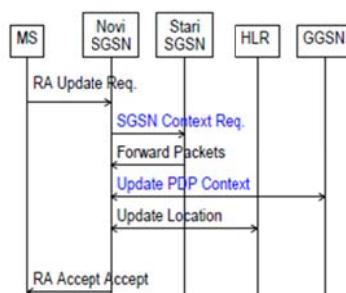 MS
Novi
SGSN
Stari
SGSN
HLR
GGSN
RA Update Req.
SGSN Context Req.
Forward Packets
Update PDP Context
Update Location
RA Accept Accept